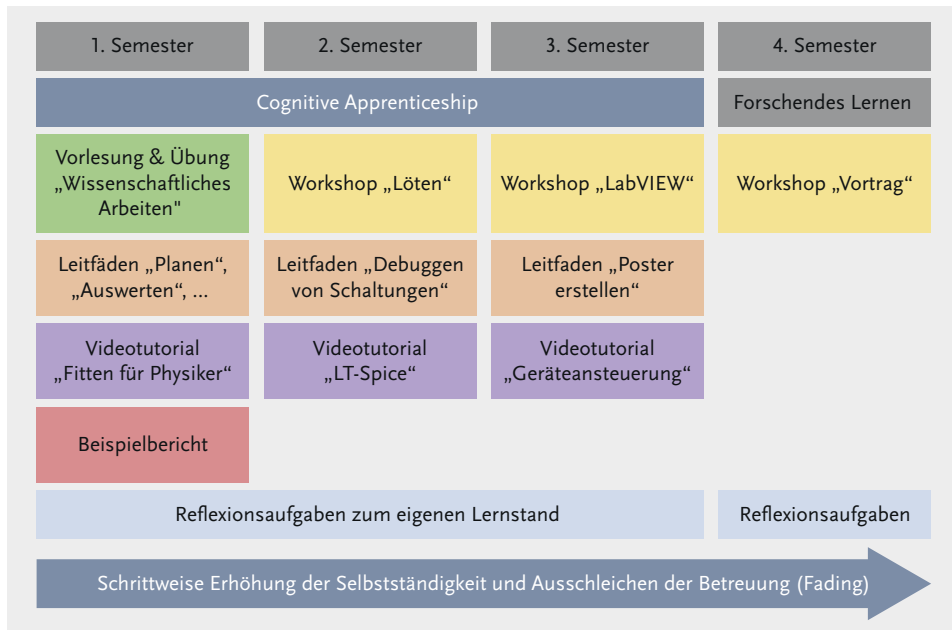 1. Semester
2. Semester
3. Semester
4. Semester
Cognitive Apprenticeship
Forschendes Lernen
Vorlesung & Übung
„Wissenschaftliches
Arbeiten"
Workshop „Löten“
Workshop „LabVIEW“
Workshop „Vortrag“
Leitfäden „Planen“,
„Auswerten“, ...
Leitfaden „Debuggen
von Schaltungen“
Leitfaden „Poster
erstellen“
Videotutorial
„Fitten für Physiker“
Videotutorial
„LT-Spice“
Videotutorial
„Geräteansteuerung“
Beispielbericht
Reflexionsaufgaben zum eigenen Lernstand
Reflexionsaufgaben
Schrittweise Erhöhung der Selbstständigkeit und Ausschleichen der Betreuung (Fading)